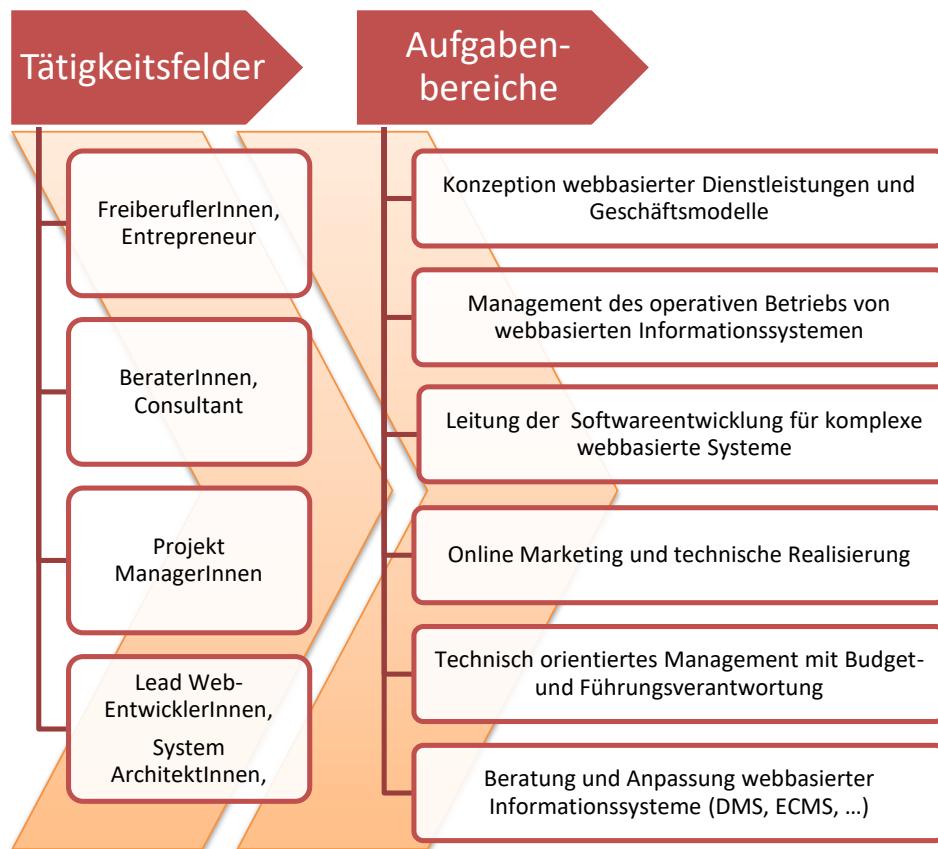 Tätigkeitsfelder
FreiberuflerInnen,
Entrepreneur
BeraterInnen,
Consultant
Projekt
ManagerInnen
Lead Web-
EntwicklerInnen,
System
ArchitektInnen,
Aufgaben-
bereiche
Konzeption webbasierter Dienstleistungen und
Geschäftsmodelle
Management des operativen Betriebs von
webbasierten Informationssystemen
Leitung der  Softwareentwicklung für komplexe
webbasierte Systeme
Online Marketing und technische Realisierung
Technisch orientiertes Management mit Budget-
und Führungsverantwortung
Beratung und Anpassung webbasierter
Informationssysteme (DMS, ECMS, …)